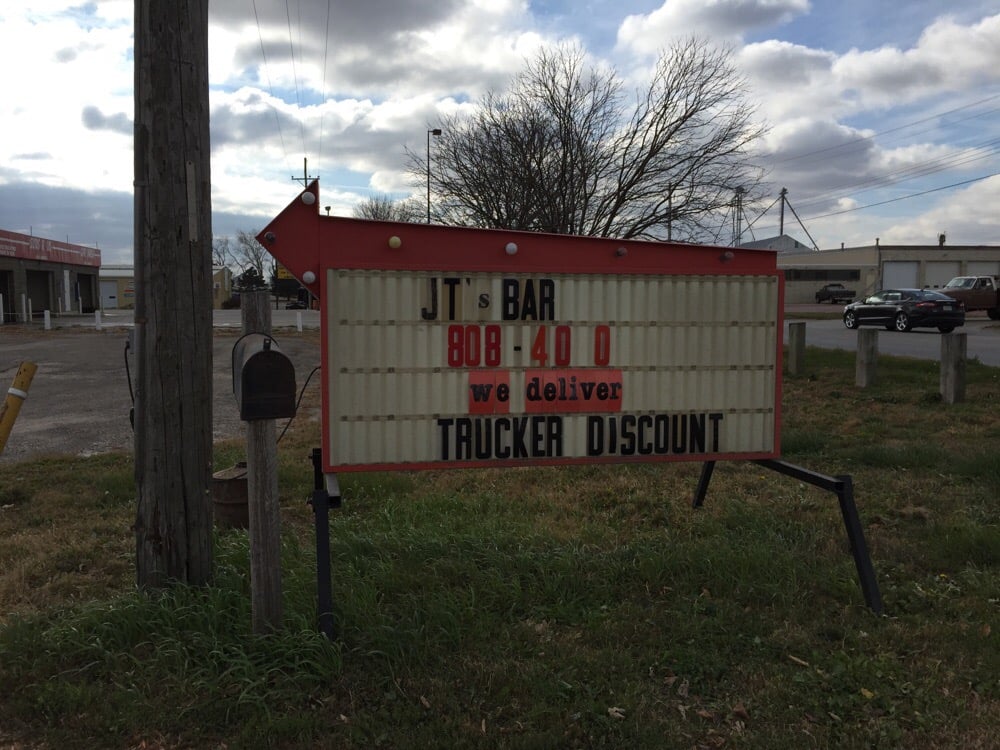 JT's BAR
808-40 0
we deliver
TRUCKER DISCOUNT